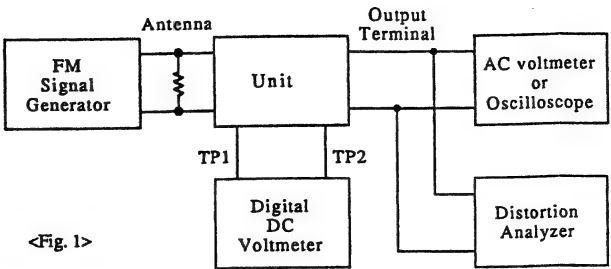 Antenna
Output
Terminal
FM
Signal
Generator
Unit
AC voltmeter
or
Oscilloscope
TP1
TP2
Digital
DC
Voltmeter
Distortion
Analyzer
<Fig. 1>